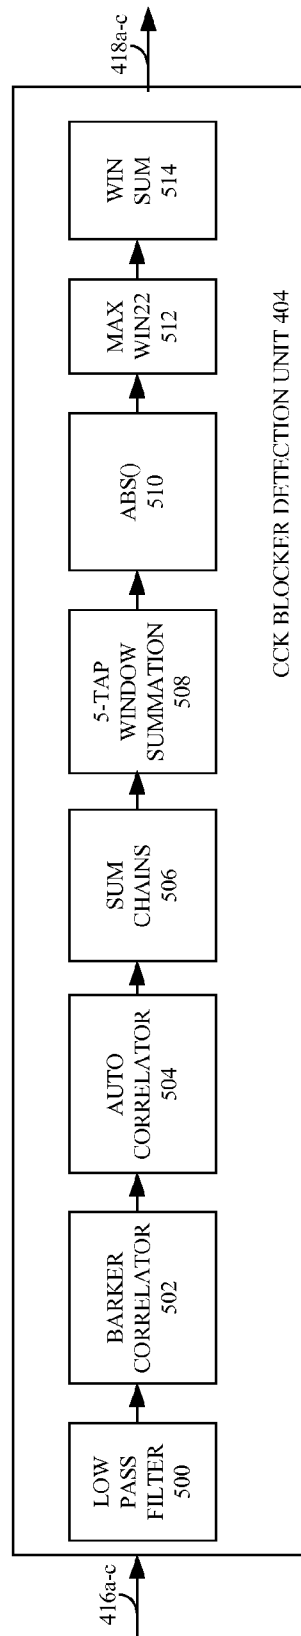 416a-c
LOW
PASS
FILTER
500
BARKER
CORRELATOR
502
AUTO
CORRELATOR
504
SUM
CHAINS
506
5-TAP
WINDOW
SUMMATION
508
ABS()
510
MAX
WIN22
512
WIN
SUM
514
418a-c
CCK BLOCKER DETECTION UNIT 404